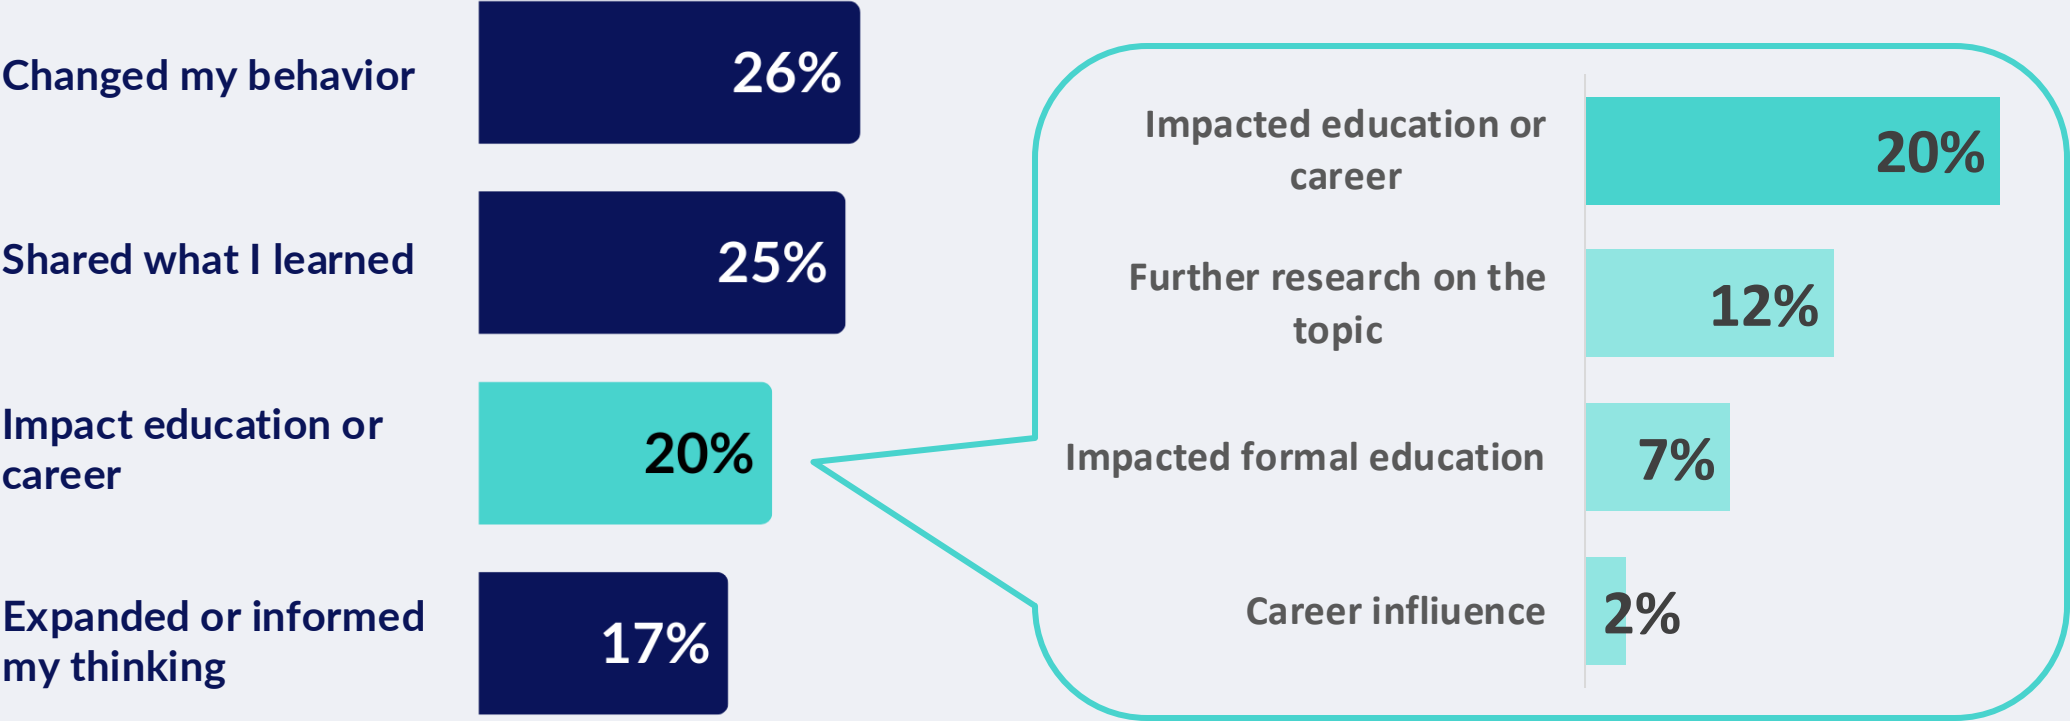 Changed my behavior
26%
Shared what I learned
25%
Impact education or
career
20%
Expanded or informed
my thinking
17%
Impacted education or
career
20%
Further research on the
topic
12%
Impacted formal education
7%
Career infliuence
2%